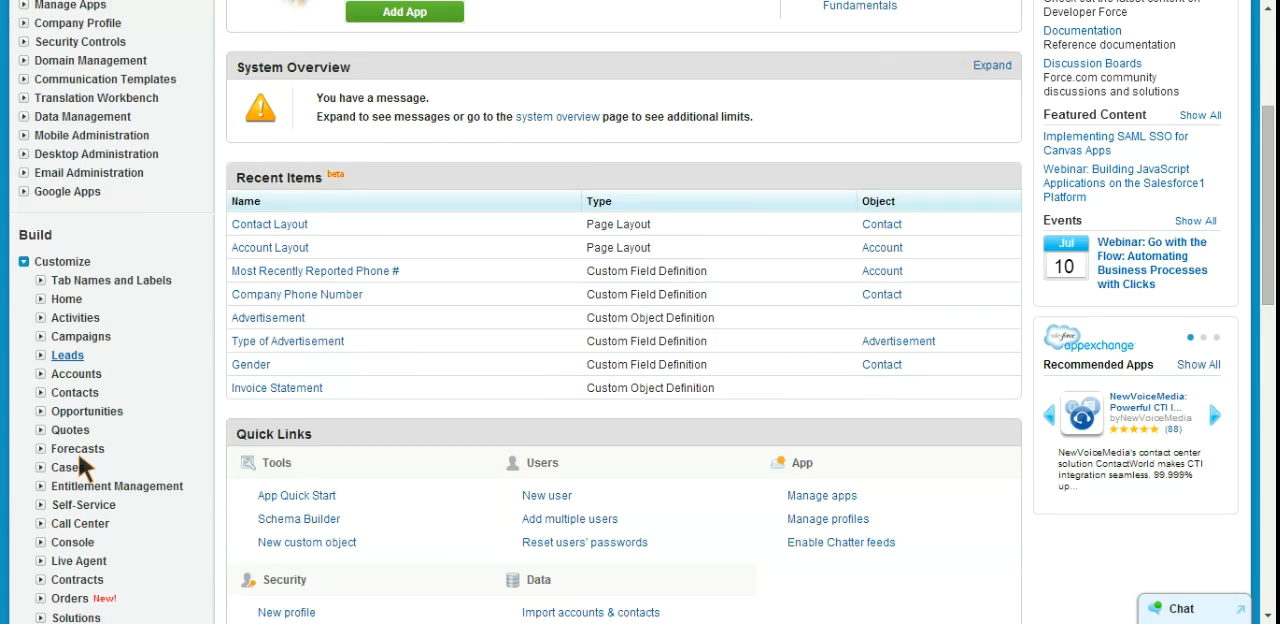 Manage Apps
Company Profile
Security Controls
Domain Management
Communication Templates
Translation Workbench
Data Management
Mobile Administration
Desktop Administration
Email Administration
Google Apps
Build
Customize
Tab Names and Labels
Home
Activities
Campaigns
Leads
Accounts
Contacts
Opportunities
Quotes
Forecasts
Cases
Entitlement Management
Self-Service
Call Center
Console
Live Agent
Contracts
Orders New!
Solutions
Add App
Fundamentals
System Overview
Expand
You have a message.
Expand to see messages or go to the system overview page to see additional limits.
Recent Items beta
Name Type Object
Contact Layout Page Layout Contact
Account Layout Page Layout Account
Most Recently Reported Phone # Custom Field Definition Account
Company Phone Number Custom Field Definition Contact
Advertisement Custom Object Definition
Type of Advertisement Custom Field Definition Advertisement
Gender Custom Field Definition Contact
Invoice Statement Custom Object Definition
Quick Links
Tools Users App
App Quick Start New user Manage apps
Schema Builder Add multiple users Manage profiles
New custom object Reset users' passwords Enable Chatter feeds
Security Data
New profile Import accounts & contacts
Developer Force
Documentation
Reference documentation
Discussion Boards
Force.com community
discussions and solutions
Featured Content Show All
Implementing SAML SSO for
Canvas Apps
Webinar: Building JavaScript
Applications on the Salesforce1
Platform
Events Show All
Jul
10
Webinar: Go with the
Flow: Automating
Business Processes
with Clicks
appexchange
Recommended Apps Show All
NewVoiceMedia:
Powerful CTI I...
byNewVoiceMedia
(88)
NewVoiceMedia's contact center
solution ContactWorld makes CTI
integration seamless. 99.999%
up...
Chat